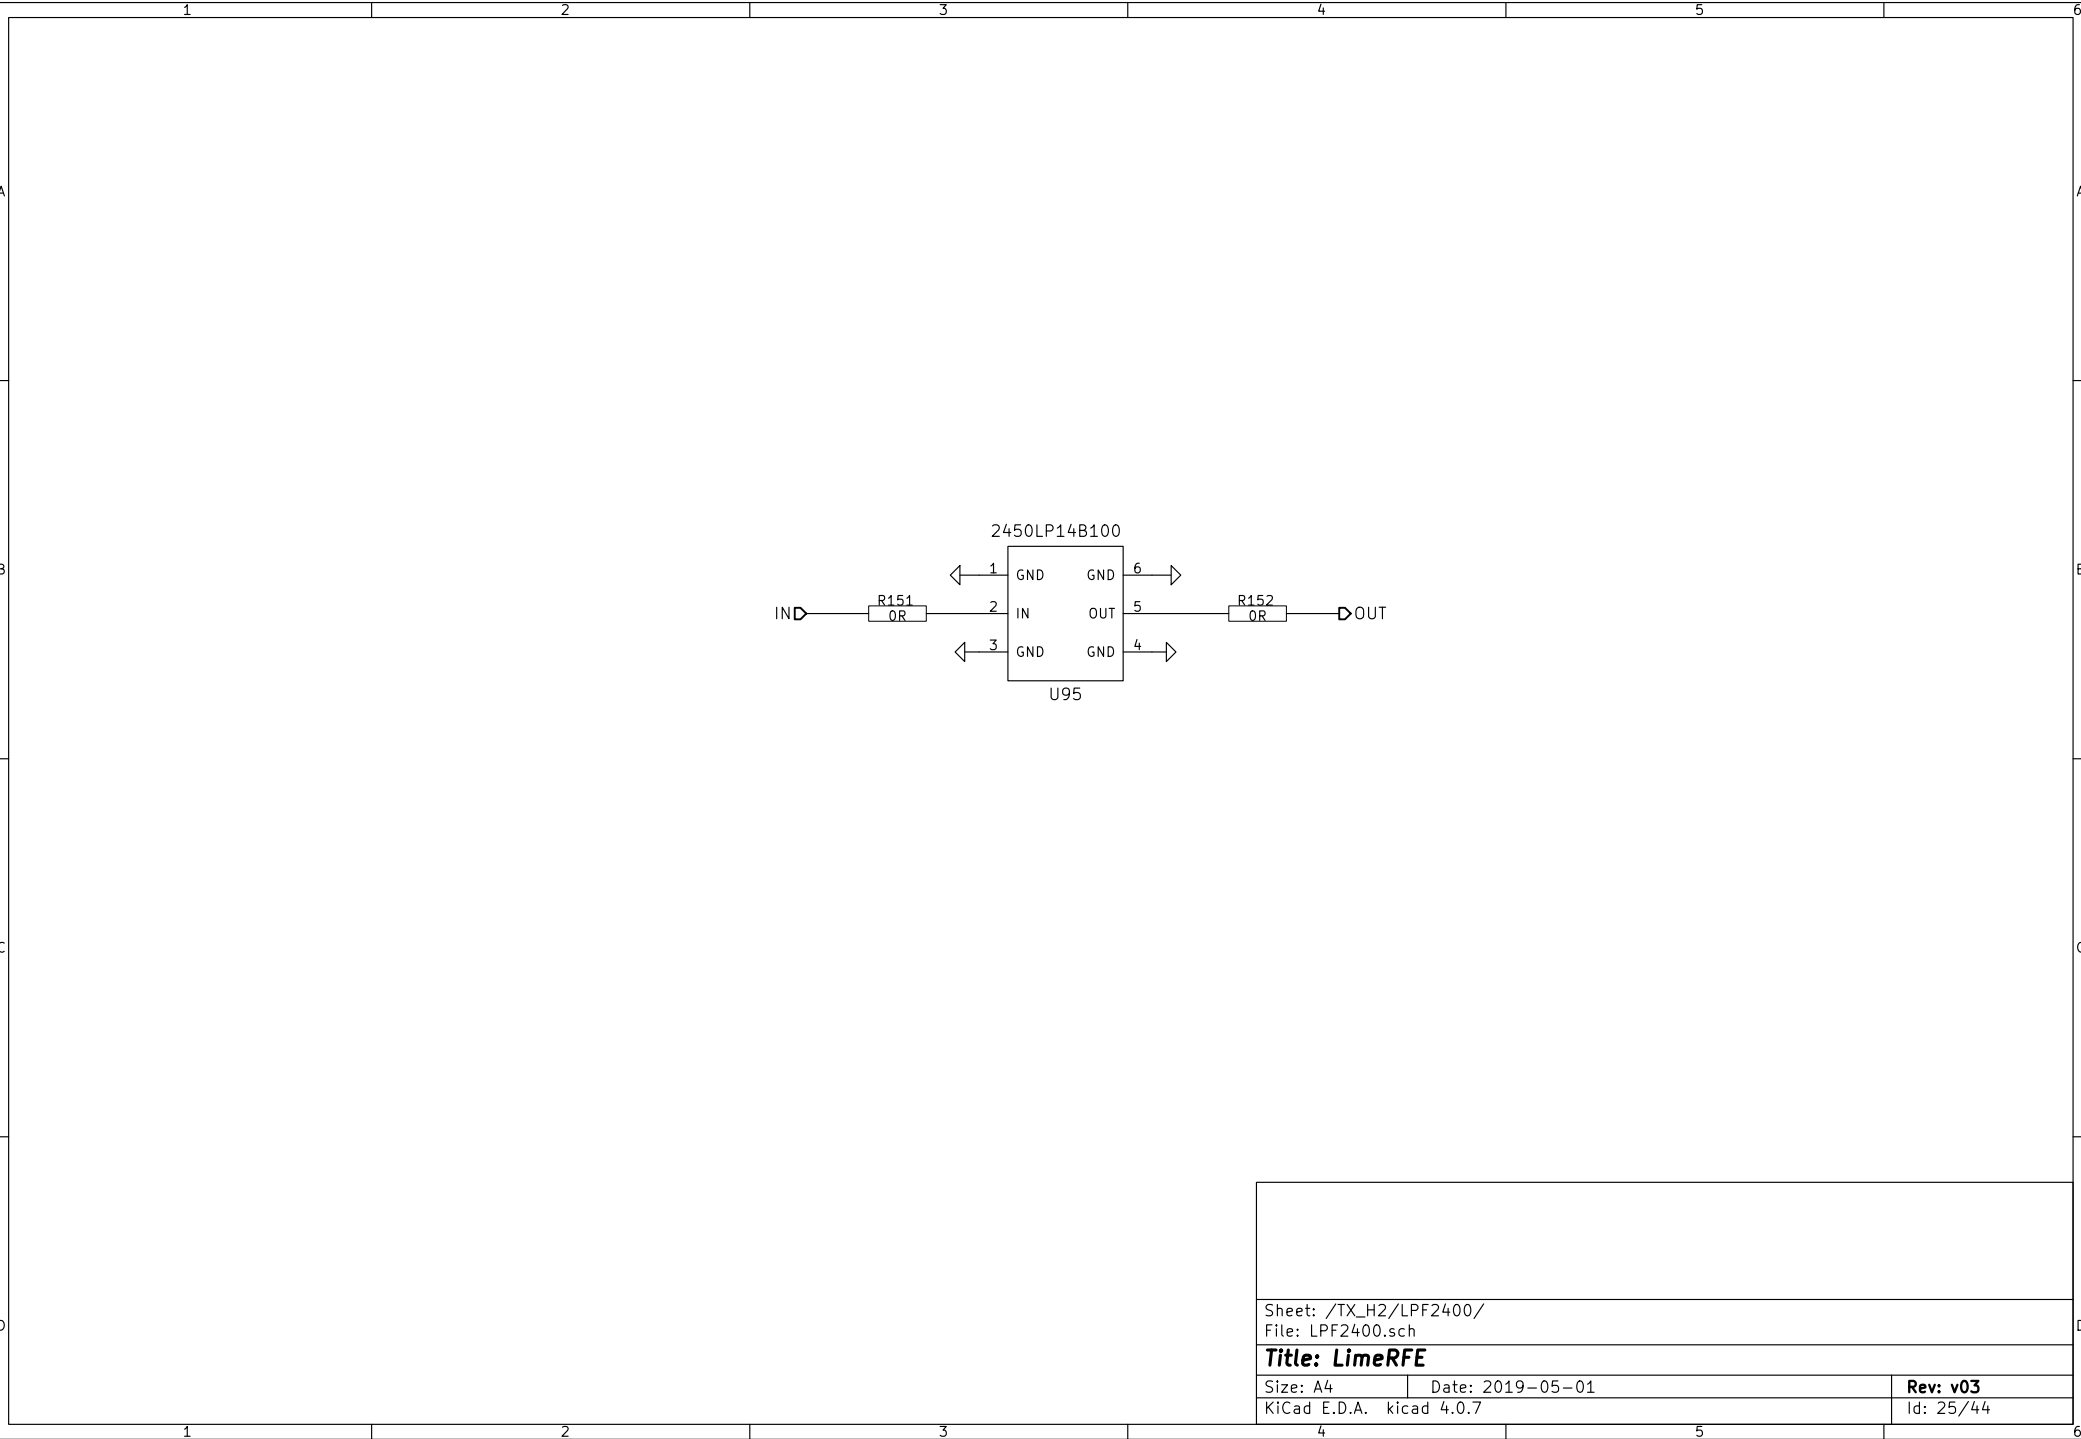 1 2 3 4 5 6
A A
2450LP14B100
B B
1 GND GND 6
R151 R152
IN 0R 2 IN OUT 5 0R OUT
3 GND GND 4
U95
C C
Sheet: /TX_H2/LPF2400/
D D
File: LPF2400.sch
Title: LimeRFE
Size: A4 Date: 2019-05-01 Rev: v03
KiCad E.D.A. kicad 4.0.7 Id: 25/44
1 2 3 4 5 6